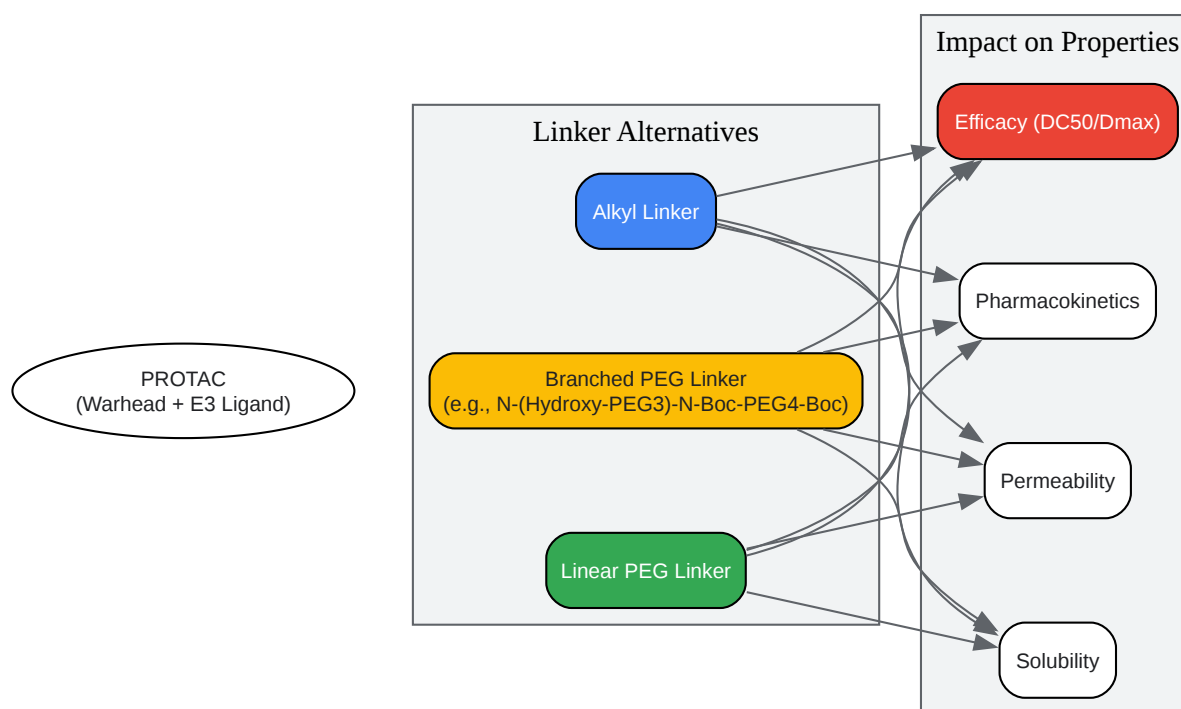 Impact on Properties
Efficacy (DC50/Dmax)
Linker Alternatives
Alkyl Linker
Pharmacokinetics
PROTAC
(Warhead + E3 Ligand)
Branched PEG Linker
(e.g., N-(Hydroxy-PEG3)-N-Boc-PEG4-Boc)
Permeability
Linear PEG Linker
Solubility